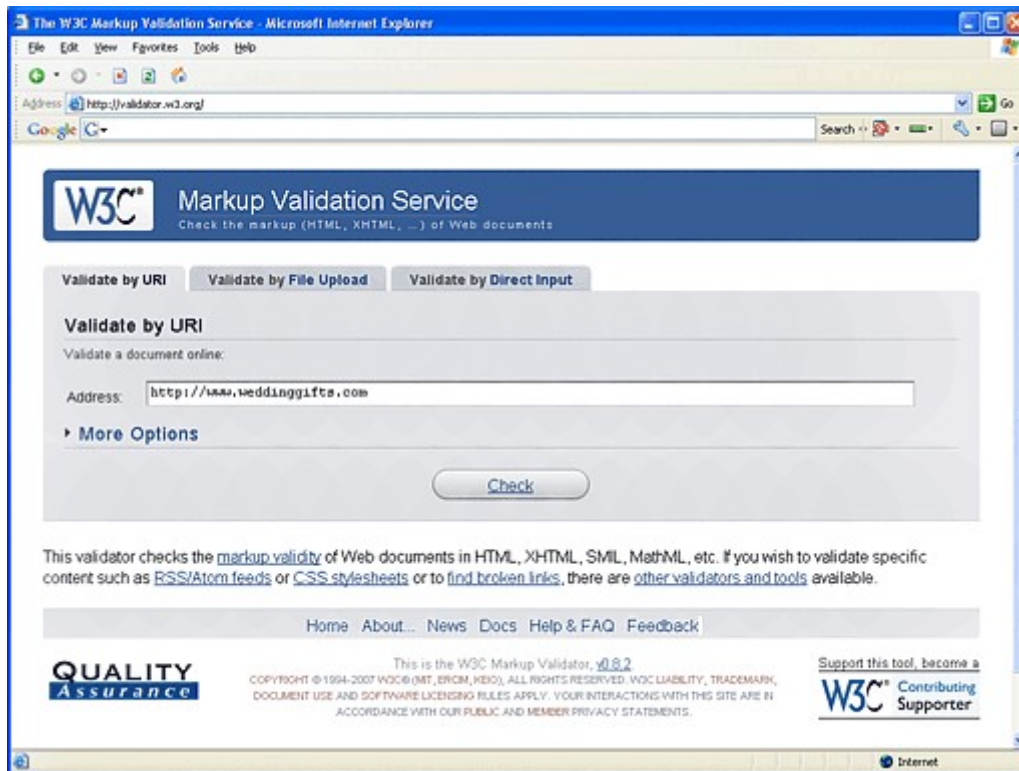 The W3C Markup Validation Service - Microsoft Internet Explorer
File Edit View Favorites Tools Help
Address http://validator.w3.org/ Go
Google G Search
W3C® Markup Validation Service
Check the markup (HTML, XHTML, ...) of Web documents
Validate by URI Validate by File Upload Validate by Direct Input
Validate by URI
Validate a document online:
Address: http://www.weddinggifts.com
More Options
Check
This validator checks the markup validity of Web documents in HTML, XHTML, SMIL, MathML, etc. If you wish to validate specific
content such as RSS/Atom feeds or CSS stylesheets or to find broken links, there are other validators and tools available.
Home About... News Docs Help & FAQ Feedback
QUALITY
Assurance
This is the W3C Markup Validator, v0.8.2
COPYRIGHT © 1994-2007 W3C® (MIT, ERCIM, KEIO), ALL RIGHTS RESERVED. W3C LIABILITY, TRADEMARK,
DOCUMENT USE AND SOFTWARE LICENSING RULES APPLY. YOUR INTERACTIONS WITH THIS SITE ARE IN
ACCORDANCE WITH OUR PUBLIC AND MEMBER PRIVACY STATEMENTS.
Support this tool, become a
W3C® Contributing
Supporter
Internet